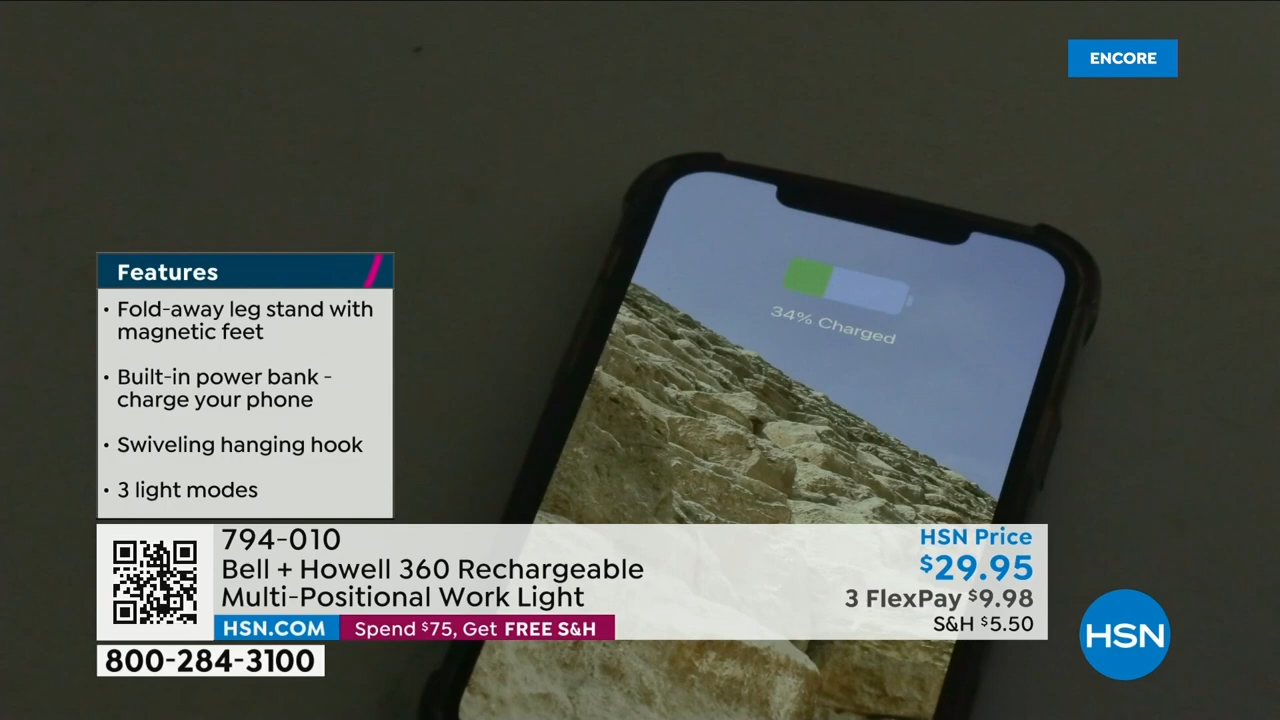 ENCORE
34% Charged
Features
• Fold-away leg stand with
magnetic feet
• Built-in power bank -
charge your phone
• Swiveling hanging hook
• 3 light modes
794-010
Bell + Howell 360 Rechargeable
Multi-Positional Work Light
HSN.COM Spend $75, Get FREE S&H
800-284-3100
HSN Price
$29.95
3 FlexPay $9.98
S&H $5.50
HSN